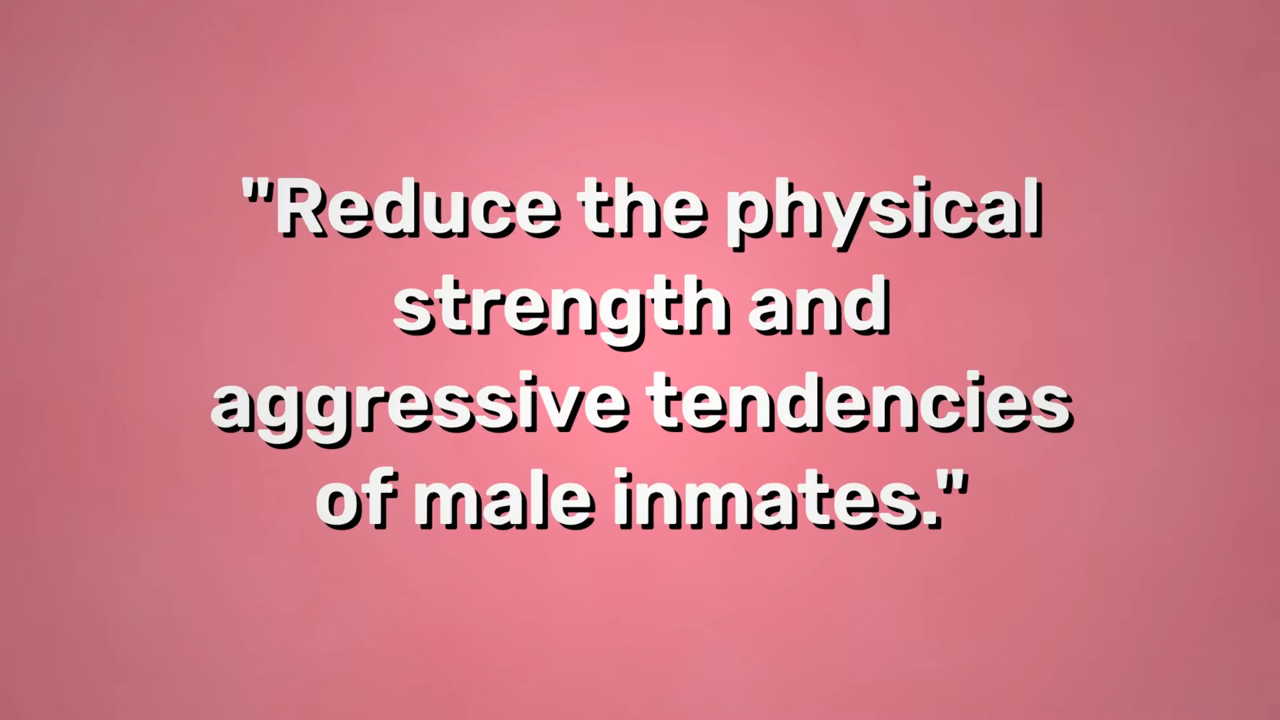 "Reduce the physical
strength and
aggressive tendencies
of male inmates."